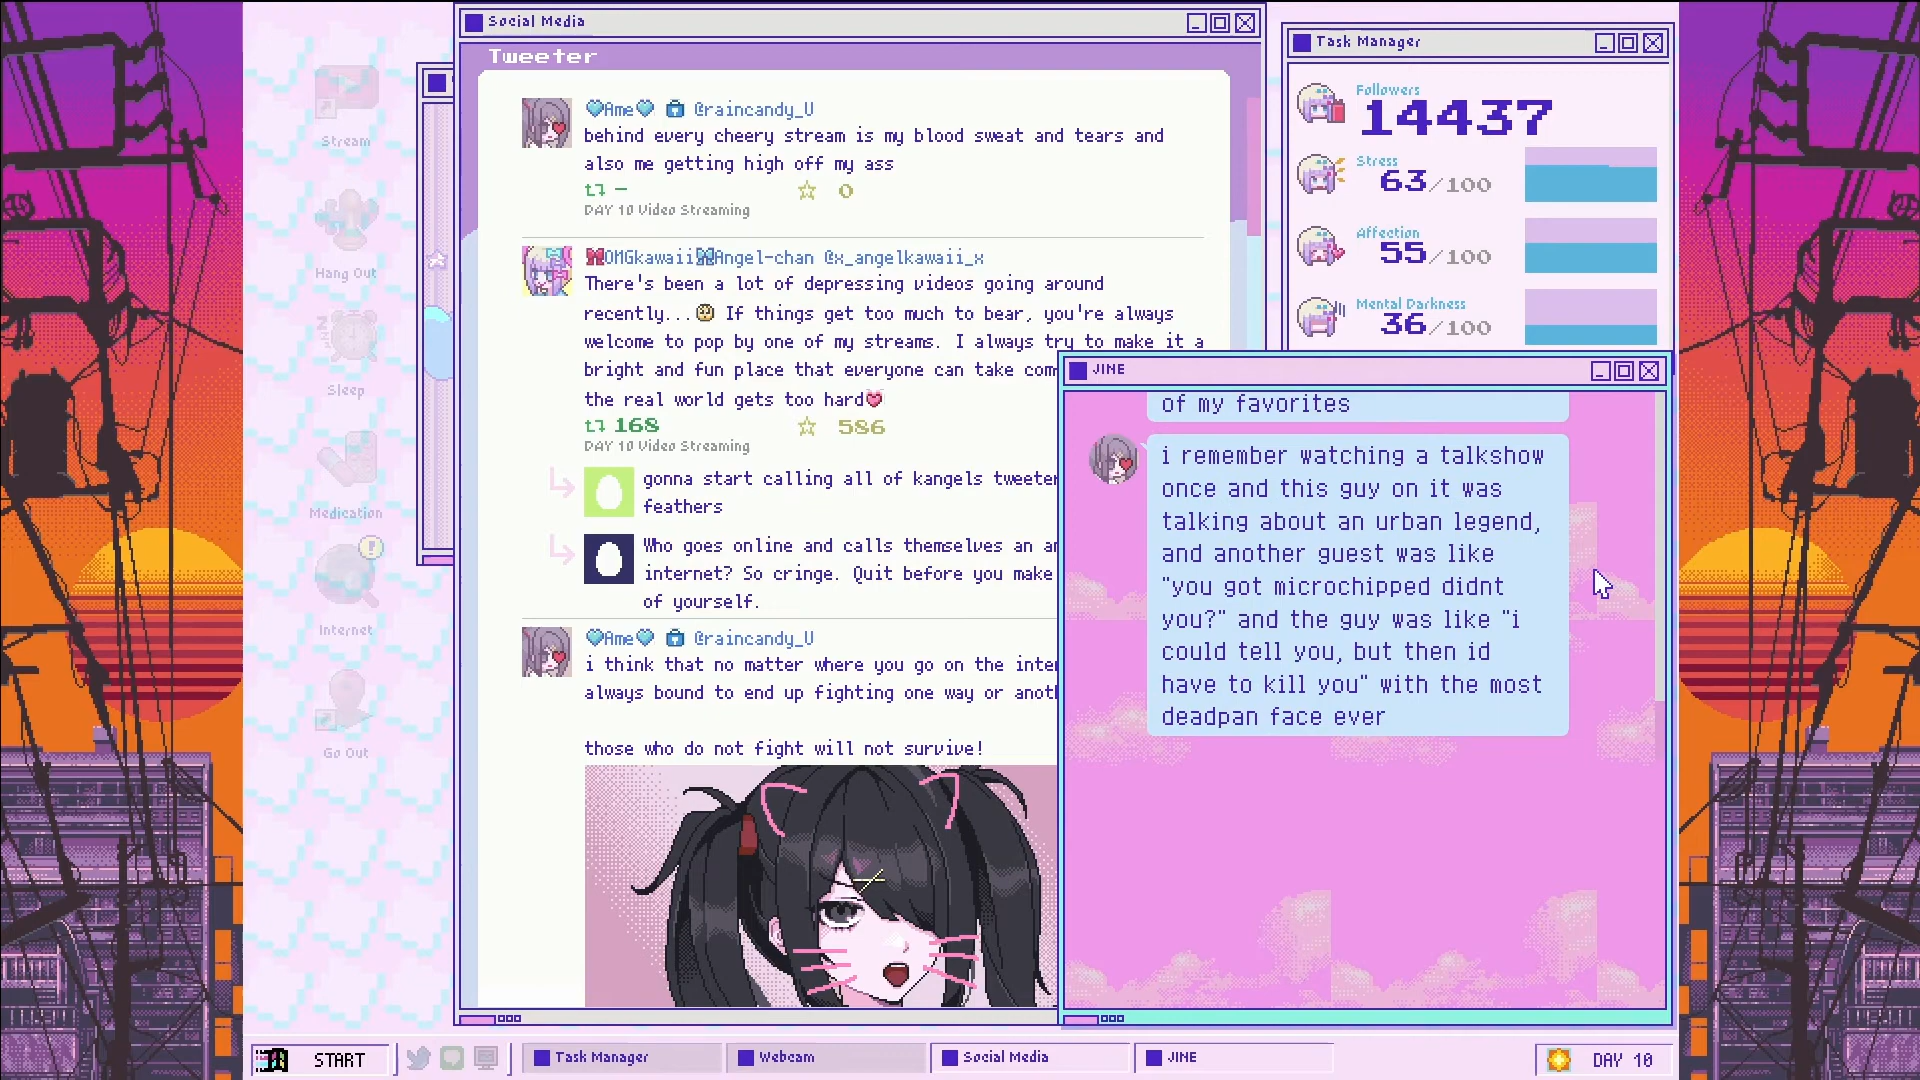 Social Media
Tweeter
Ame @raincandy_U
behind every cheery stream is my blood sweat and tears and
also me getting high off my ass
0
DAY 10 Video Streaming
OMGkawaiiAngel-chan @x_angelkawaii_x
There's been a lot of depressing videos going around
recently... If things get too much to bear, you're always
welcome to pop by one of my streams. I always try to make it a
bright and fun place that everyone can take com
the real world gets too hard
168
586
DAY 10 Video Streaming
gonna start calling all of kangels tweeter
feathers
Who goes online and calls themselves an an
internet? So cringe. Quit before you make
of yourself.
Ame @raincandy_U
i think that no matter where you go on the inte
always bound to end up fighting one way or anot
those who do not fight will not survive!
Task Manager
Followers
14437
Stress
63/100
Affection
55/100
Mental Darkness
36/100
JINE
of my favorites
i remember watching a talkshow
once and this guy on it was
talking about an urban legend,
and another guest was like
"you got microchipped didnt
you?" and the guy was like "i
could tell you, but then id
have to kill you" with the most
deadpan face ever
Stream
Hang Out
Sleep
Medication
Internet
Go Out
START
Task Manager
Webcam
Social Media
JINE
DAY 10